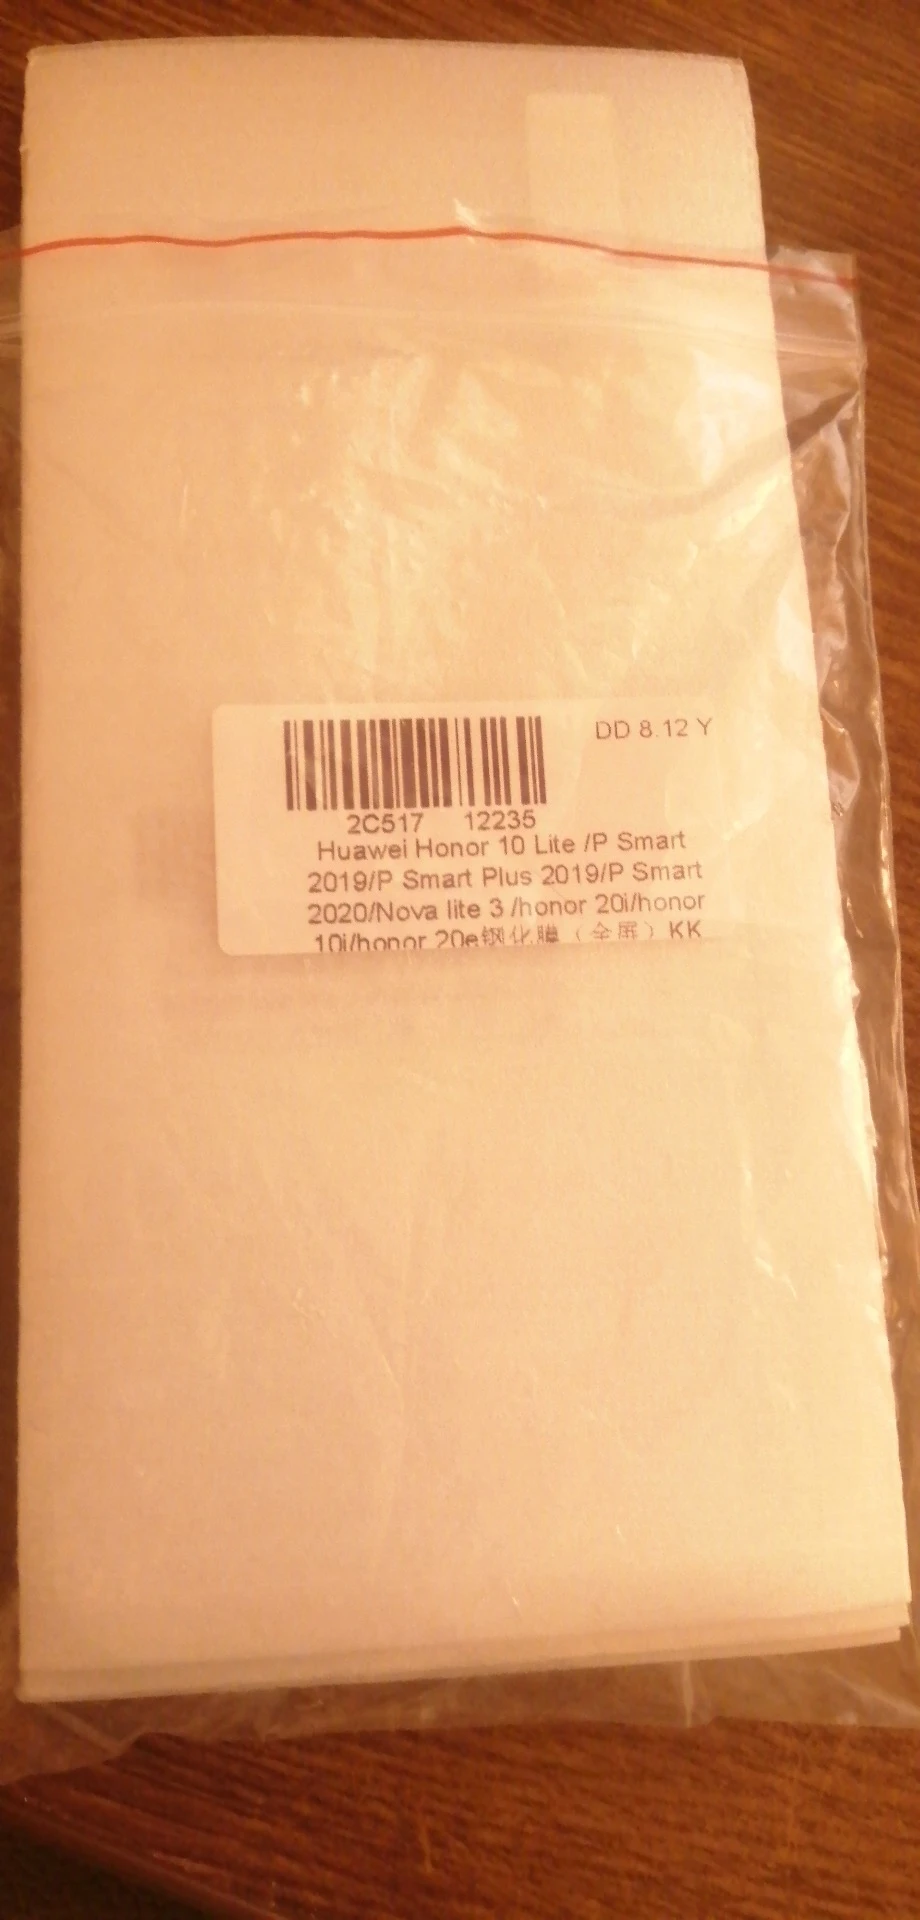 DD 8.12 Y
2C517 12235
Huawei Honor 10 Lite /P Smart
2019/P Smart Plus 2019/P Smart
2020/Nova lite 3 /honor 20i/honor
10i/honor 20e钢化膜（全屏）KK